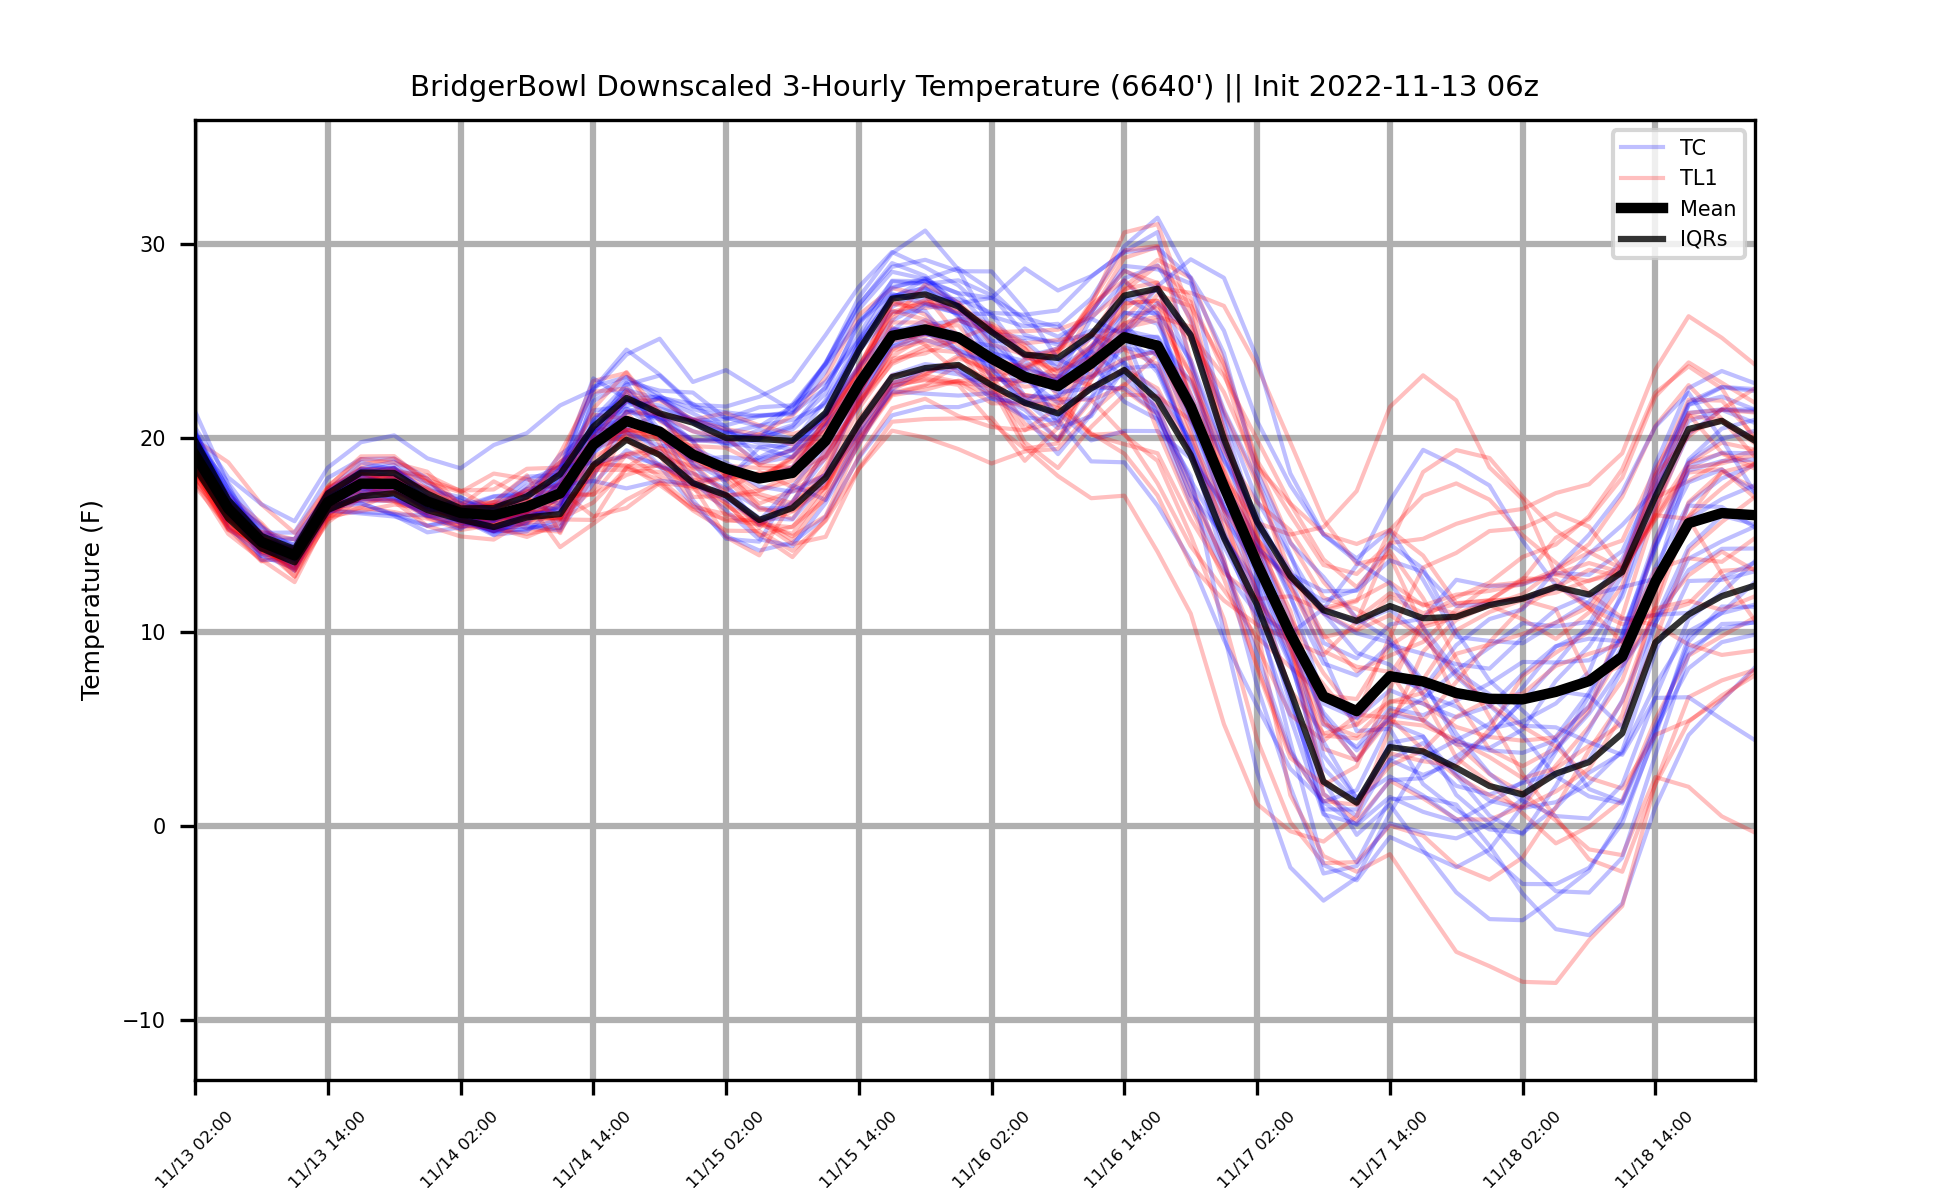 BridgerBowl Downscaled 3-Hourly Temperature (6640') || Init 2022-11-13 06z
TC
TL1
Mean
IQRs
Temperature (F)
30
20
10
0
−10
11/13 02:00
11/13 14:00
11/14 02:00
11/14 14:00
11/15 02:00
11/15 14:00
11/16 02:00
11/16 14:00
11/17 02:00
11/17 14:00
11/18 02:00
11/18 14:00